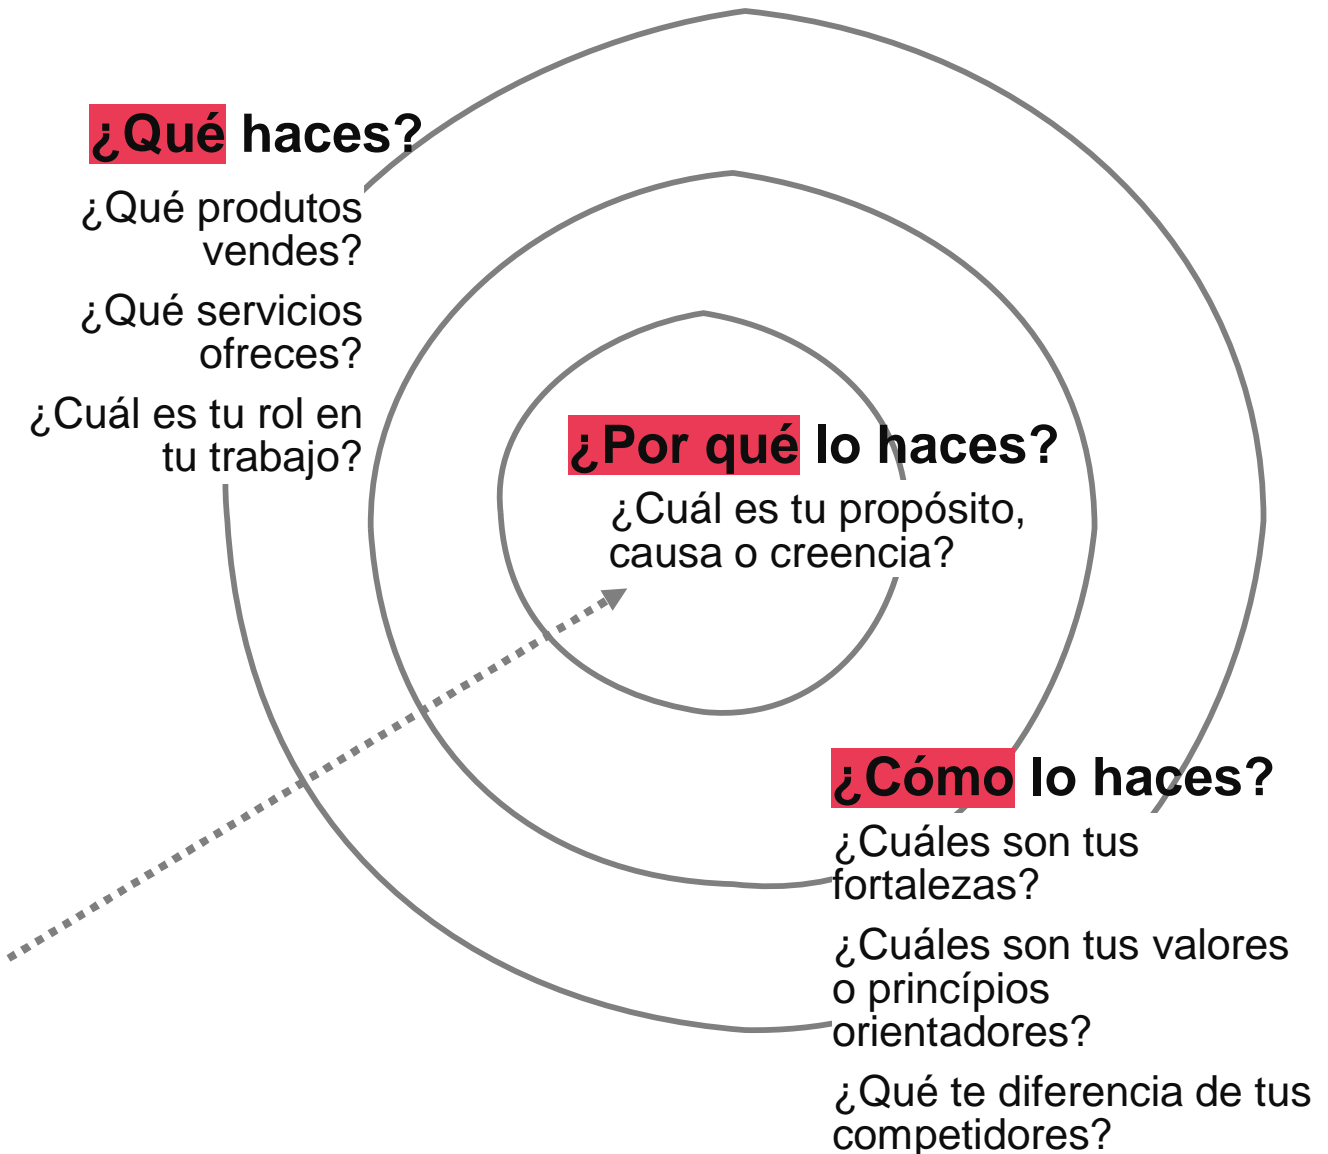 ¿Qué haces?
¿Qué produtos
vendes?
¿Qué servicios
ofreces?
¿Cuál es tu rol en
tu trabajo?
¿Por qué lo haces?
¿Cuál es tu propósito,
causa o creencia?
¿Cómo lo haces?
¿Cuáles son tus
fortalezas?
¿Cuáles son tus valores
o princípios
orientadores?
¿Qué te diferencia de tus
competidores?